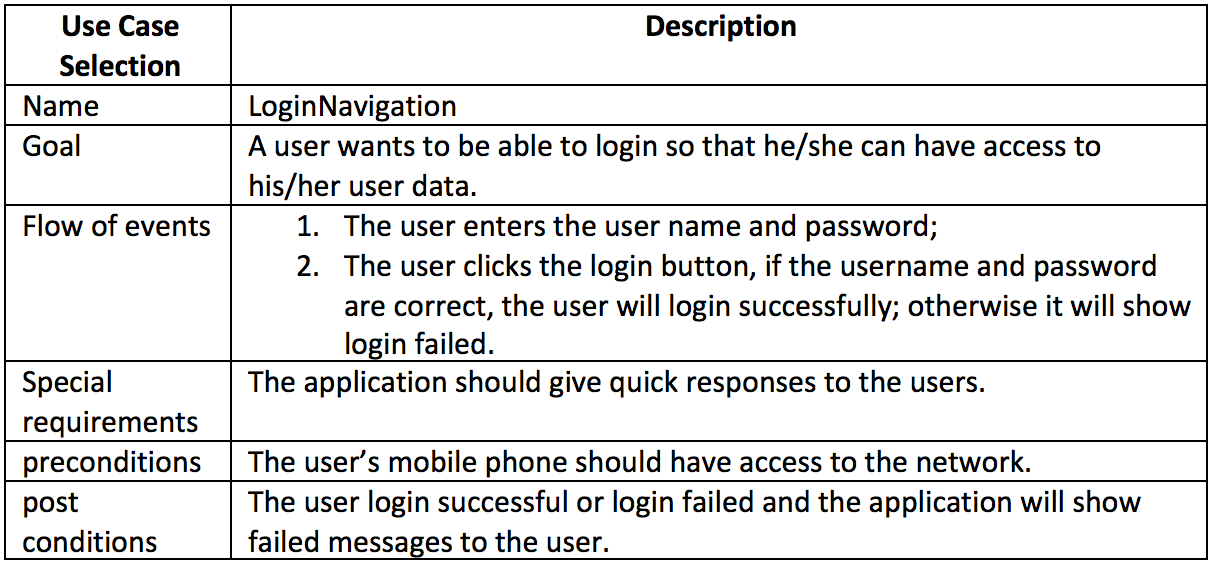 Use Case
Selection
Description
Name
LoginNavigation
Goal
A user wants to be able to login so that he/she can have access to
his/her user data.
Flow of events
1. The user enters the user name and password;
2. The user clicks the login button, if the username and password
are correct, the user will login successfully; otherwise it will show
login failed.
Special
requirements
The application should give quick responses to the users.
preconditions
The user’s mobile phone should have access to the network.
post
conditions
The user login successful or login failed and the application will show
failed messages to the user.